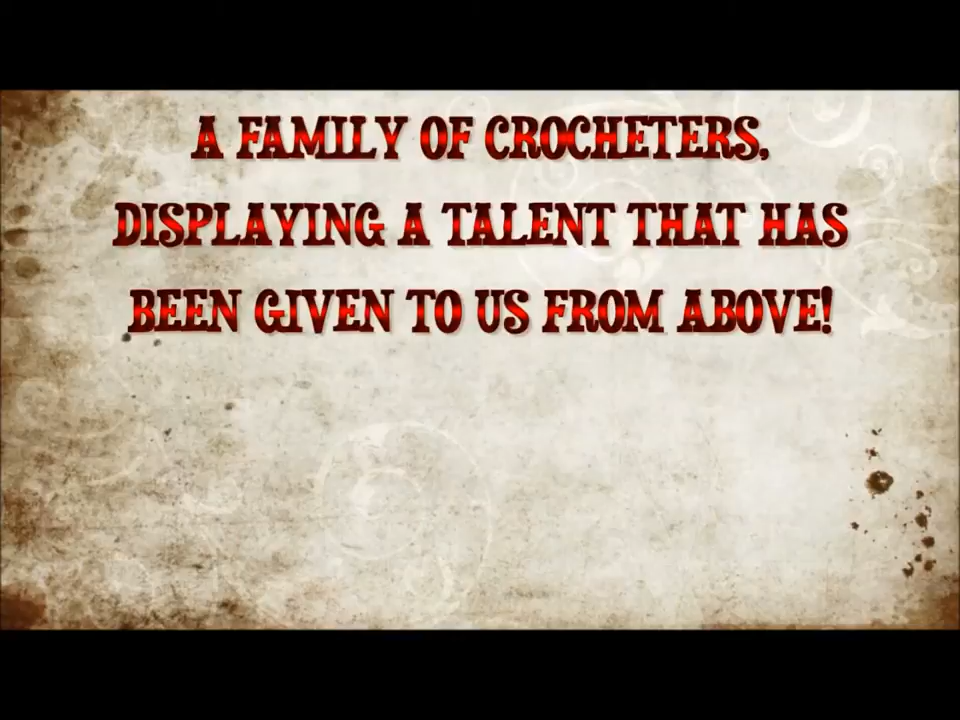 A FAMILY OF CROCHETERS,
DISPLAYING A TALENT THAT HAS
BEEN GIVEN TO US FROM ABOVE!